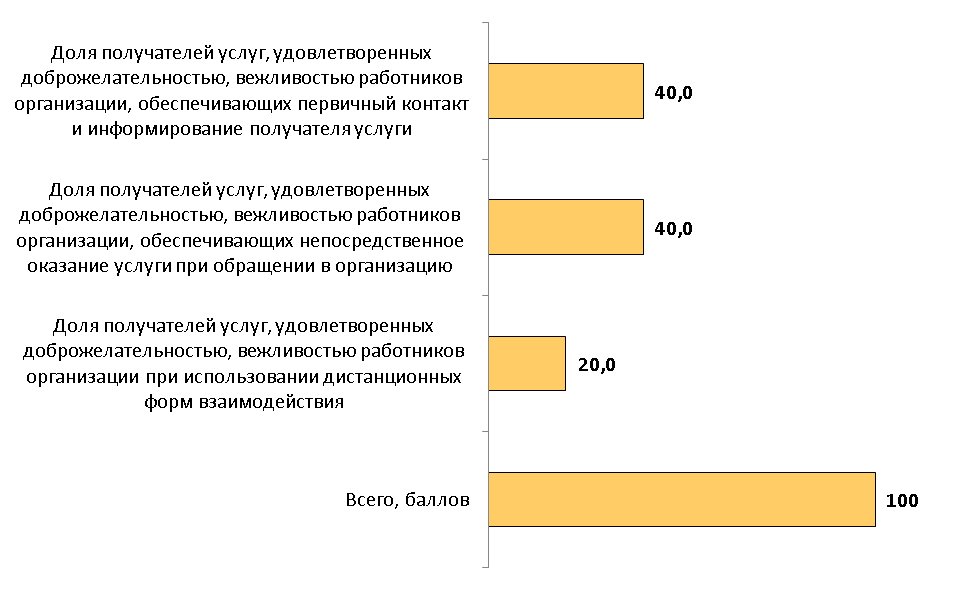 Доля получателей услуг, удовлетворенных
доброжелательностью, вежливостью работников
организации, обеспечивающих первичный контакт
и информирование получателя услуги
40,0
Доля получателей услуг, удовлетворенных
доброжелательностью, вежливостью работников
организации, обеспечивающих непосредственное
оказание услуги при обращении в организацию
40,0
Доля получателей услуг, удовлетворенных
доброжелательностью, вежливостью работников
организации при использовании дистанционных
форм взаимодействия
20,0
Всего, баллов
100